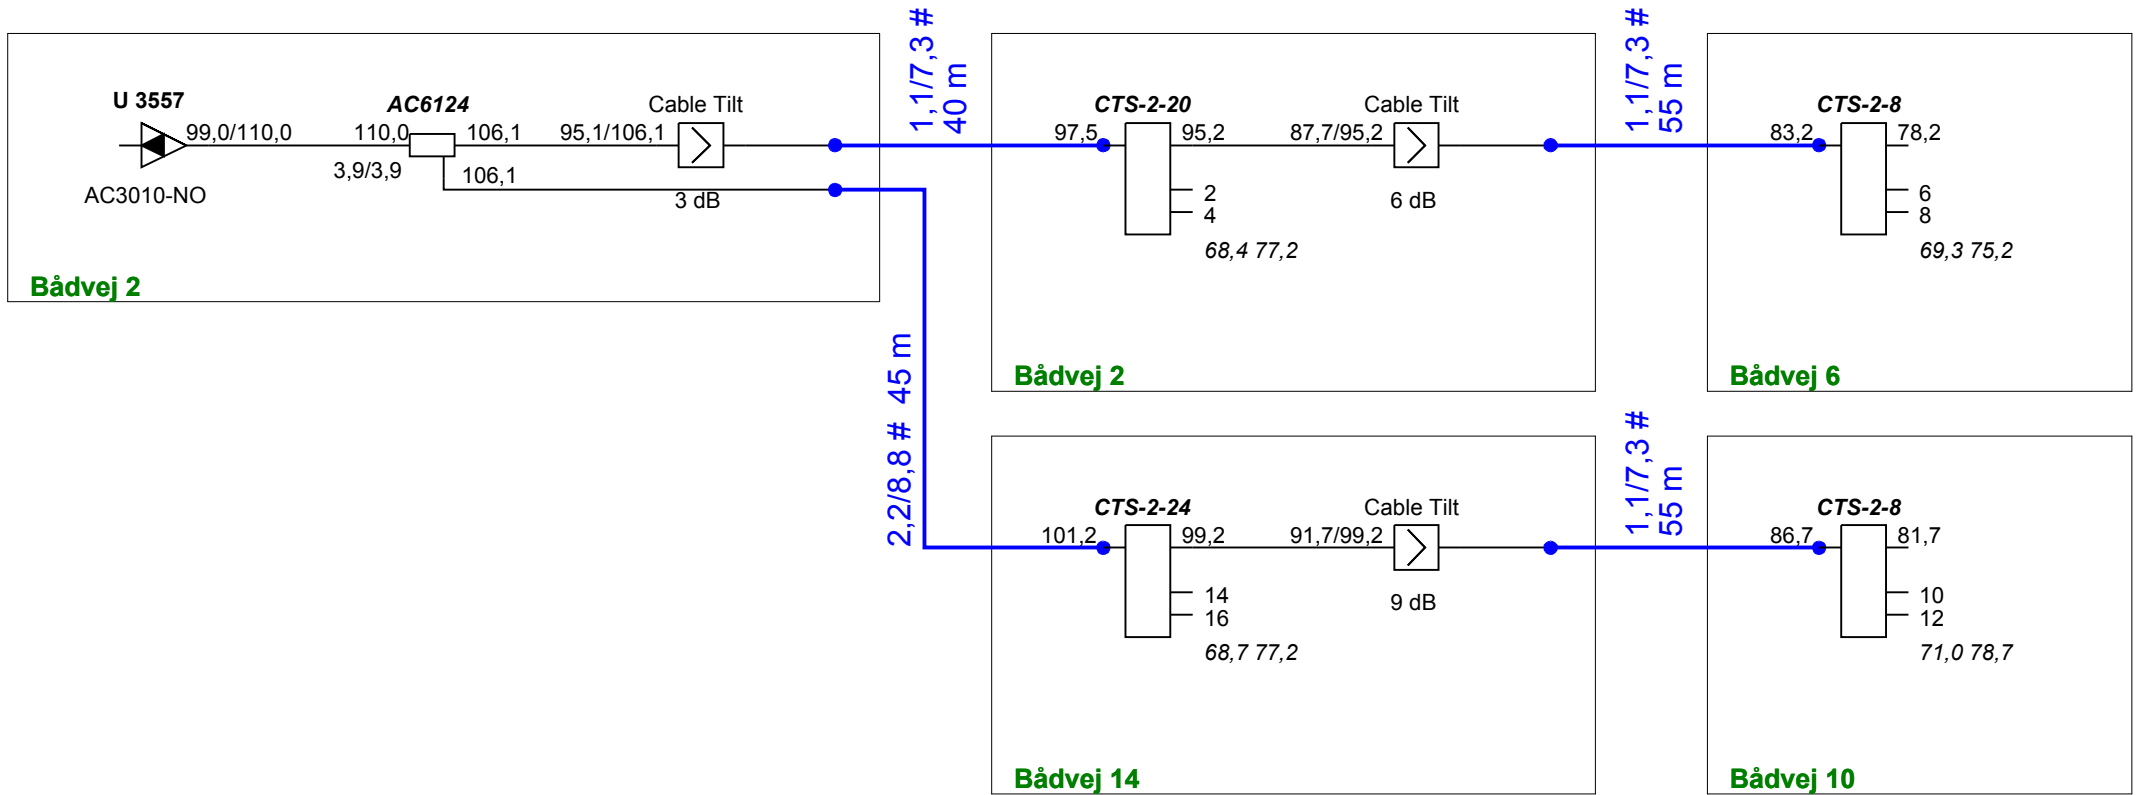 U 3557
99,0/110,0
AC3010-NO
AC6124
110,0
106,1
3,9/3,9
106,1
Cable Tilt
95,1/106,1
3 dB
Bådvej 2
1,1/7,3 #
40 m
CTS-2-20
97,5
95,2
2
4
68,4 77,2
Cable Tilt
87,7/95,2
6 dB
Bådvej 2
1,1/7,3 #
55 m
CTS-2-8
83,2
78,2
6
8
69,3 75,2
Bådvej 6
2,2/8,8 # 45 m
CTS-2-24
101,2
99,2
14
16
68,7 77,2
Cable Tilt
91,7/99,2
9 dB
Bådvej 14
1,1/7,3 #
55 m
CTS-2-8
86,7
81,7
10
12
71,0 78,7
Bådvej 10